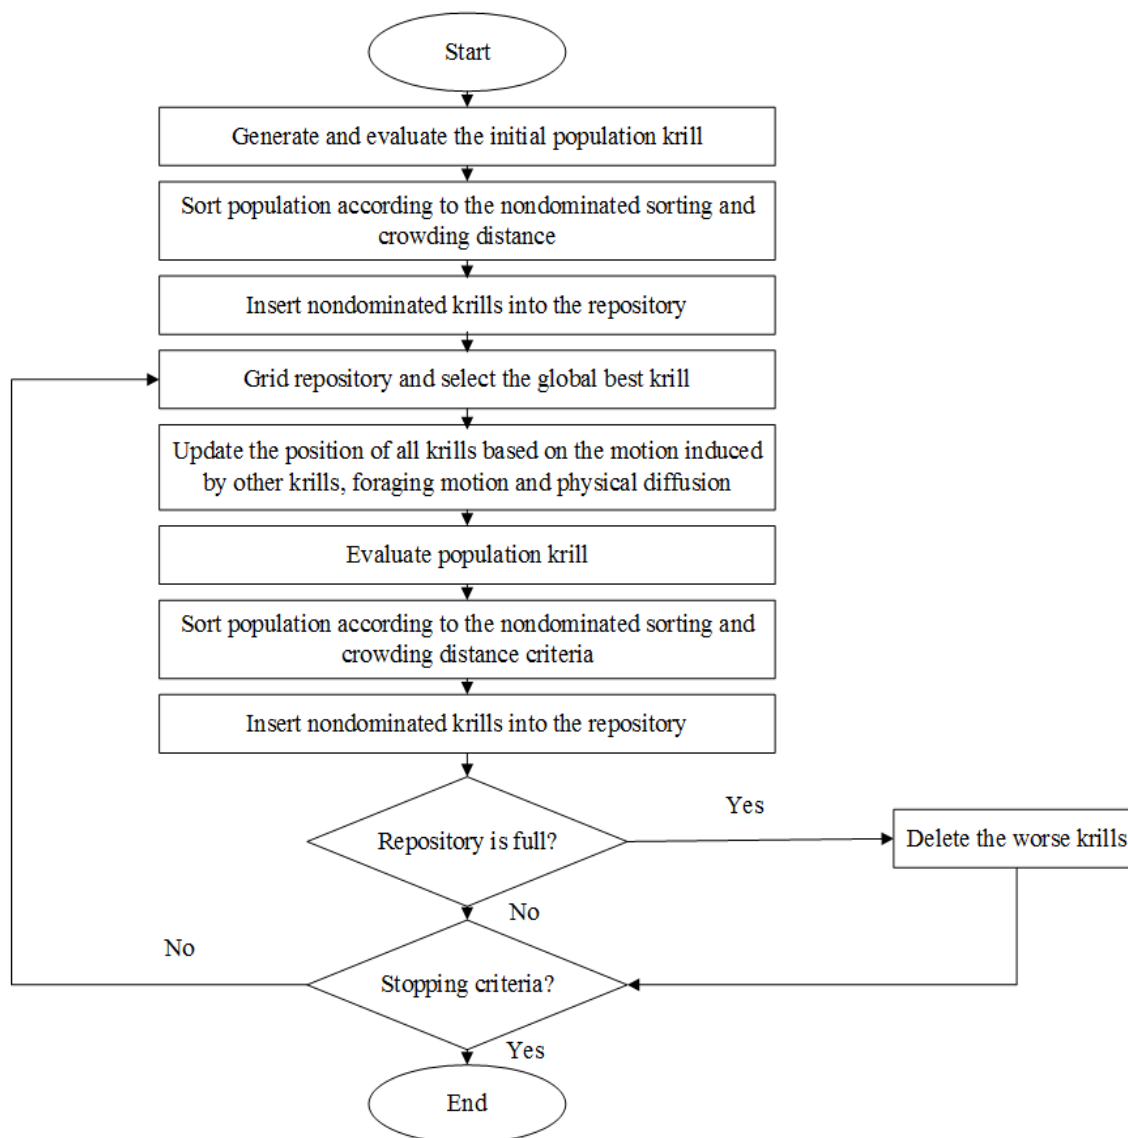 Start
Generate and evaluate the initial population krill
Sort population according to the nondominated sorting and
crowding distance
Insert nondominated krills into the repository
Grid repository and select the global best krill
Update the position of all krills based on the motion induced
by other krills, foraging motion and physical diffusion
Evaluate population krill
Sort population according to the nondominated sorting and
crowding distance criteria
Insert nondominated krills into the repository
Repository is full?
Yes
Delete the worse krills
No
Stopping criteria?
No
Yes
End